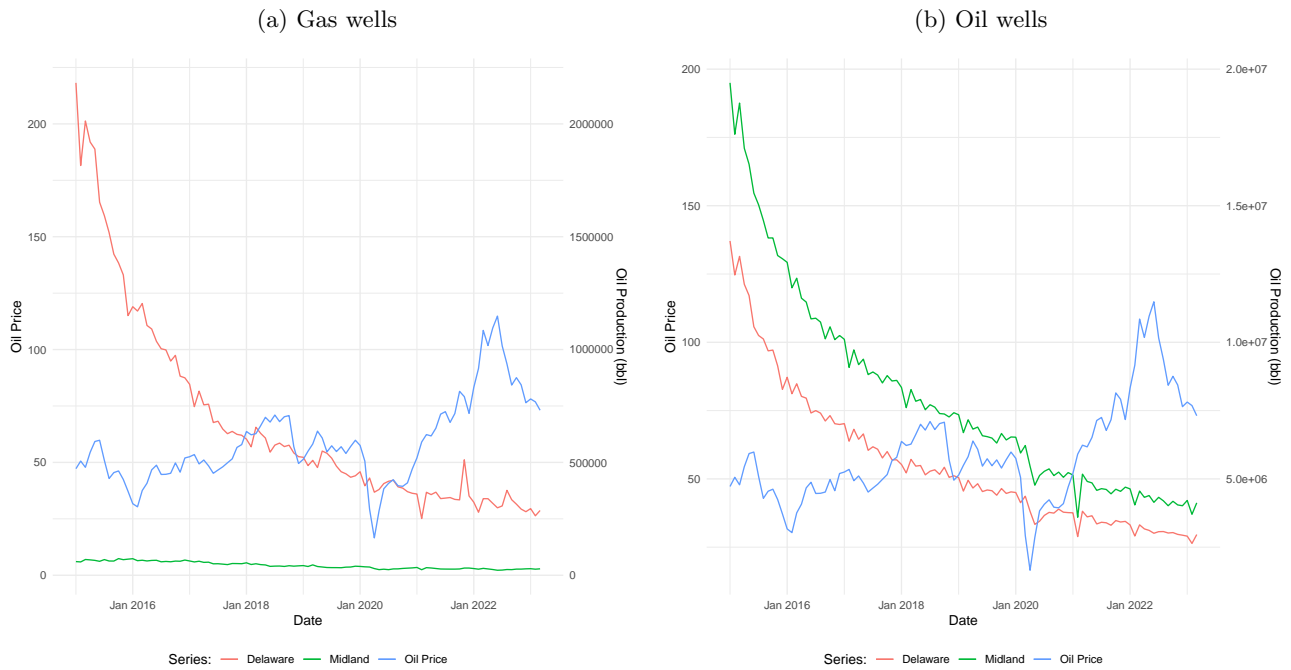 (a) Gas wells
200
150
100
50
0
2000000
1500000
1000000
500000
0
Oil Price
Oil Production (bbl)
Jan 2016
Jan 2018
Jan 2020
Jan 2022
Date
Series: Delaware Midland Oil Price
(b) Oil wells
200
150
100
50
2.0e+07
1.5e+07
1.0e+07
5.0e+06
Oil Price
Oil Production (bbl)
Jan 2016
Jan 2018
Jan 2020
Jan 2022
Date
Series: Delaware Midland Oil Price